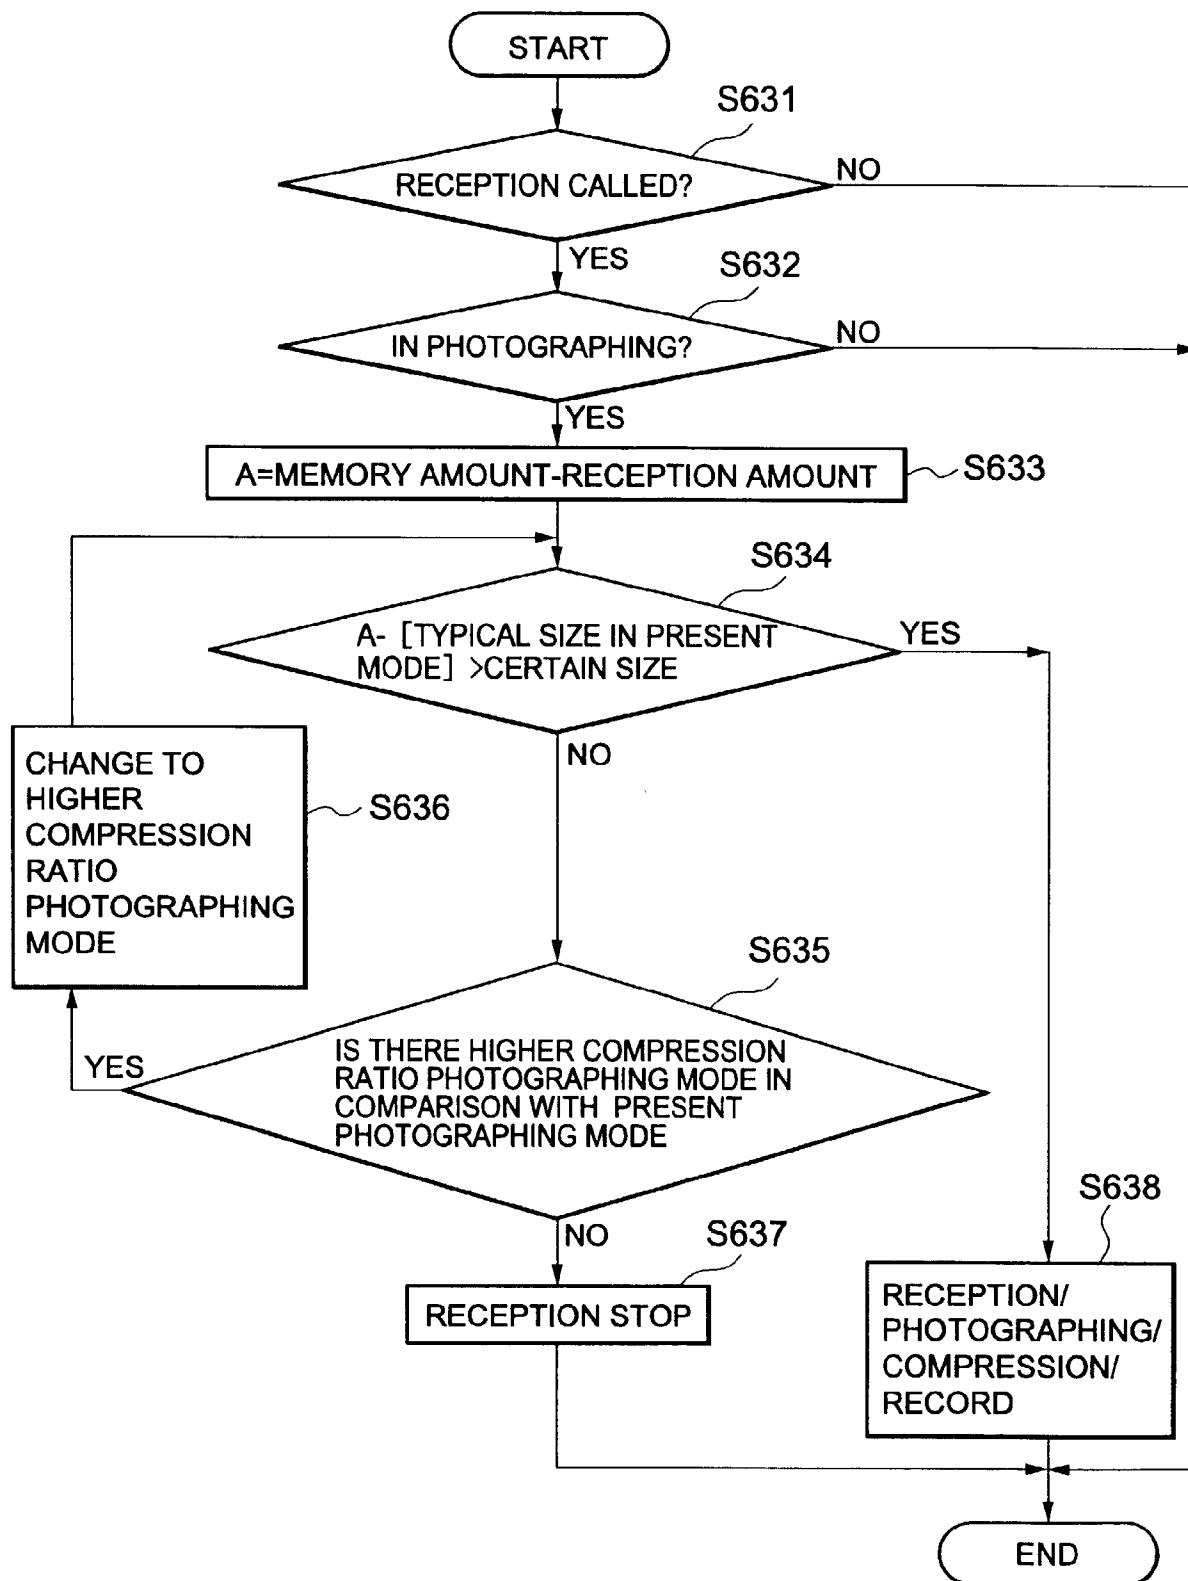 START
S631
RECEPTION CALLED?
NO
YES
S632
IN PHOTOGRAPHING?
NO
YES
A=MEMORY AMOUNT-RECEPTION AMOUNT
S633
S634
A- [TYPICAL SIZE IN PRESENT
MODE] >CERTAIN SIZE
YES
NO
CHANGE TO
HIGHER
COMPRESSION
RATIO
PHOTOGRAPHING
MODE
S636
S635
IS THERE HIGHER COMPRESSION
RATIO PHOTOGRAPHING MODE IN
COMPARISON WITH PRESENT
PHOTOGRAPHING MODE
YES
NO
S637
RECEPTION STOP
S638
RECEPTION/
PHOTOGRAPHING/
COMPRESSION/
RECORD
END